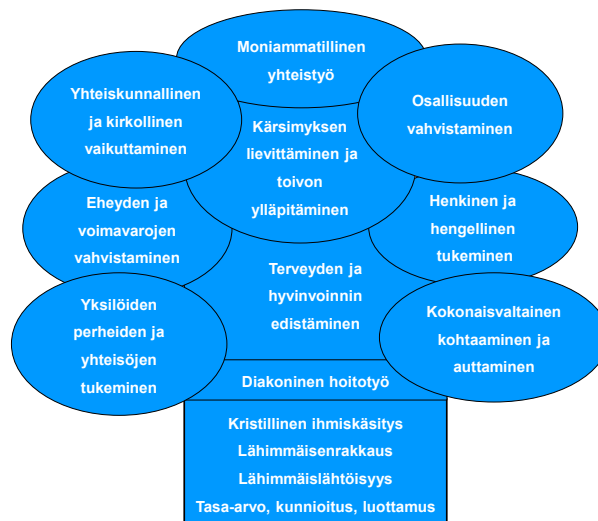 Moniammatillinen
yhteistyö
Yhteiskunnallinen
ja kirkollinen
vaikuttaminen
Osallisuuden
vahvistaminen
Kärsimyksen
lievittäminen ja
toivon
ylläpitäminen
Eheyden ja
voimavarojen
vahvistaminen
Henkinen ja
hengellinen
tukeminen
Terveyden ja
hyvinvoinnin
edistäminen
Yksilöiden
perheiden ja
yhteisöjen
tukeminen
Kokonaisvaltainen
kohtaaminen ja
auttaminen
Diakoninen hoitotyö
Kristillinen ihmiskäsitys
Lähimmäisenrakkaus
Lähimmäislähtöisyys
Tasa-arvo, kunnioitus, luottamus